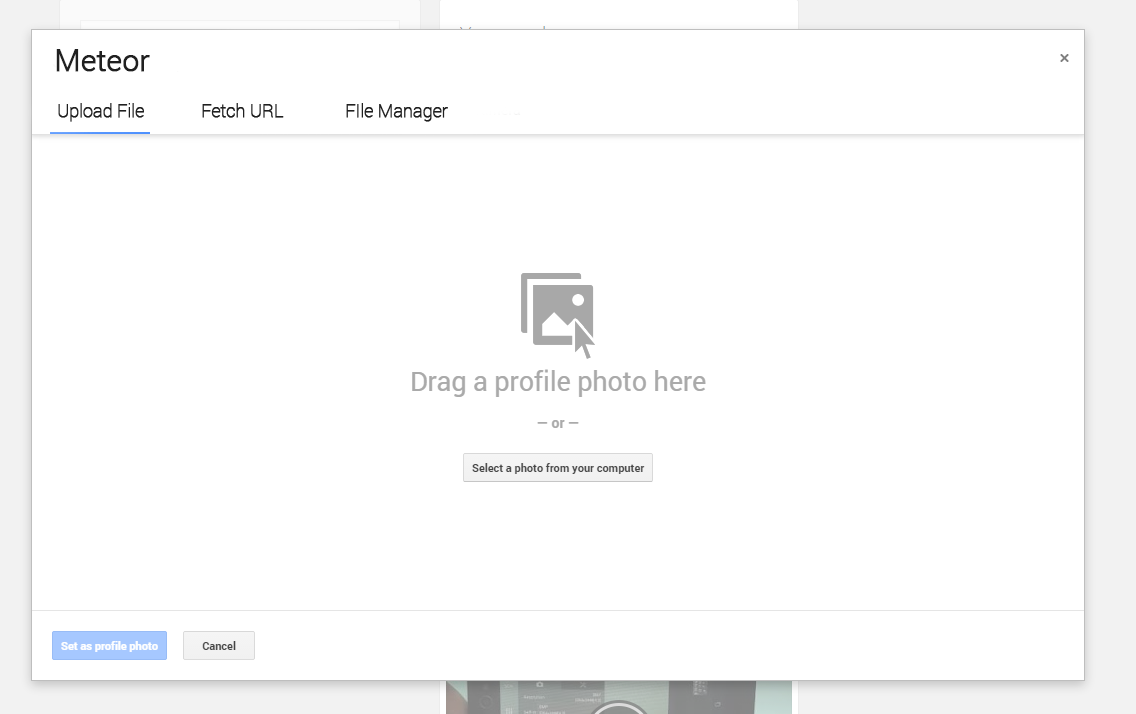 Meteor
×
Upload File Fetch URL FIle Manager
Drag a profile photo here
— or —
Select a photo from your computer
Set as profile photo Cancel